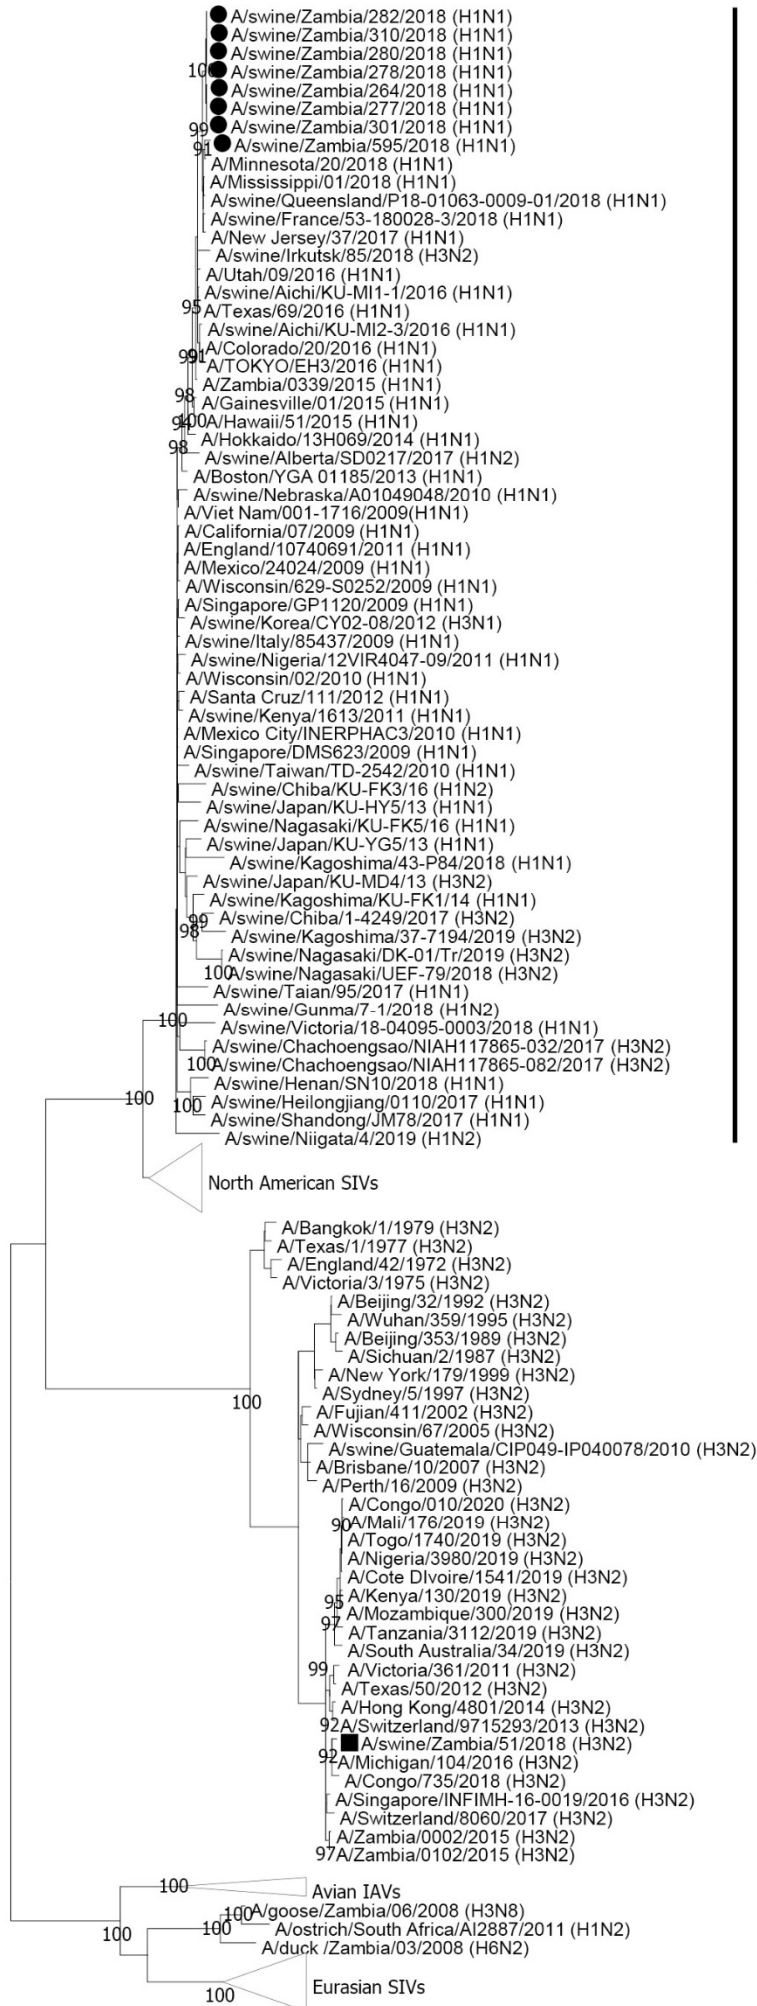 A/swine/Zambia/282/2018 (H1N1)
A/swine/Zambia/310/2018 (H1N1)
A/swine/Zambia/280/2018 (H1N1)
100
A/swine/Zambia/278/2018 (H1N1)
A/swine/Zambia/264/2018 (H1N1)
A/swine/Zambia/277/2018 (H1N1)
99
A/swine/Zambia/301/2018 (H1N1)
91
A/swine/Zambia/595/2018 (H1N1)
A/Minnesota/20/2018 (H1N1)
A/Mississippi/01/2018 (H1N1)
A/swine/Queensland/P18-01063-0009-01/2018 (H1N1)
A/swine/France/53-180028-3/2018 (H1N1)
A/New Jersey/37/2017 (H1N1)
A/swine/Irkutsk/85/2018 (H3N2)
A/Utah/09/2016 (H1N1)
A/swine/Aichi/KU-MI1-1/2016 (H1N1)
95
A/Texas/69/2016 (H1N1)
A/swine/Aichi/KU-MI2-3/2016 (H1N1)
A/Colorado/20/2016 (H1N1)
99
91
A/TOKYO/EH3/2016 (H1N1)
A/Zambia/0339/2015 (H1N1)
98
A/Gainesville/01/2015 (H1N1)
94
100
A/Hawaii/51/2015 (H1N1)
A/Hokkaido/13H069/2014 (H1N1)
98
A/swine/Alberta/SD0217/2017 (H1N2)
A/Boston/YGA 01185/2013 (H1N1)
A/swine/Nebraska/A01049048/2010 (H1N1)
A/Viet Nam/001-1716/2009(H1N1)
A/California/07/2009 (H1N1)
A/England/10740691/2011 (H1N1)
A/Mexico/24024/2009 (H1N1)
A/Wisconsin/629-S0252/2009 (H1N1)
A/Singapore/GP1120/2009 (H1N1)
A/swine/Korea/CY02-08/2012 (H3N1)
A/swine/Italy/85437/2009 (H1N1)
A/swine/Nigeria/12VIR4047-09/2011 (H1N1)
A/Wisconsin/02/2010 (H1N1)
A/Santa Cruz/111/2012 (H1N1)
A/swine/Kenya/1613/2011 (H1N1)
A/Mexico City/INERPHAC3/2010 (H1N1)
A/Singapore/DMS623/2009 (H1N1)
A/swine/Taiwan/TD-2542/2010 (H1N1)
A/swine/Chiba/KU-FK3/16 (H1N2)
A/swine/Japan/KU-HY5/13 (H1N1)
A/swine/Nagasaki/KU-FK5/16 (H1N1)
A/swine/Japan/KU-YG5/13 (H1N1)
A/swine/Kagoshima/43-P84/2018 (H1N1)
A/swine/Japan/KU-MD4/13 (H3N2)
A/swine/Kagoshima/KU-FK1/14 (H1N1)
99
A/swine/Chiba/1-4249/2017 (H3N2)
98
A/swine/Kagoshima/37-7194/2019 (H3N2)
A/swine/Nagasaki/DK-01/Tr/2019 (H3N2)
100
A/swine/Nagasaki/UEF-79/2018 (H3N2)
A/swine/Taian/95/2017 (H1N1)
A/swine/Gunma/7-1/2018 (H1N2)
100
A/swine/Victoria/18-04095-0003/2018 (H1N1)
A/swine/Chachoengsao/NIAH117865-032/2017 (H3N2)
100
A/swine/Chachoengsao/NIAH117865-082/2017 (H3N2)
A/swine/Henan/SN10/2018 (H1N1)
100
100
A/swine/Heilongjiang/0110/2017 (H1N1)
A/swine/Shandong/JM78/2017 (H1N1)
A/swine/Niigata/4/2019 (H1N2)
North American SIVs
A/Bangkok/1/1979 (H3N2)
A/Texas/1/1977 (H3N2)
A/England/42/1972 (H3N2)
A/Victoria/3/1975 (H3N2)
A/Beijing/32/1992 (H3N2)
A/Wuhan/359/1995 (H3N2)
A/Beijing/353/1989 (H3N2)
A/Sichuan/2/1987 (H3N2)
A/New York/179/1999 (H3N2)
A/Sydney/5/1997 (H3N2)
100
A/Fujian/411/2002 (H3N2)
A/Wisconsin/67/2005 (H3N2)
A/swine/Guatemala/CIP049-IP040078/2010 (H3N2)
A/Brisbane/10/2007 (H3N2)
A/Perth/16/2009 (H3N2)
A/Congo/010/2020 (H3N2)
90
A/Mali/176/2019 (H3N2)
A/Togo/1740/2019 (H3N2)
A/Nigeria/3980/2019 (H3N2)
A/Cote DIvoire/1541/2019 (H3N2)
95
A/Kenya/130/2019 (H3N2)
A/Mozambique/300/2019 (H3N2)
97
A/Tanzania/3112/2019 (H3N2)
A/South Australia/34/2019 (H3N2)
99
A/Victoria/361/2011 (H3N2)
A/Texas/50/2012 (H3N2)
A/Hong Kong/4801/2014 (H3N2)
92
A/Switzerland/9715293/2013 (H3N2)
A/swine/Zambia/51/2018 (H3N2)
92
A/Michigan/104/2016 (H3N2)
A/Congo/735/2018 (H3N2)
A/Singapore/INFIMH-16-0019/2016 (H3N2)
A/Switzerland/8060/2017 (H3N2)
A/Zambia/0002/2015 (H3N2)
97
A/Zambia/0102/2015 (H3N2)
100
Avian IAVs
100
A/goose/Zambia/06/2008 (H3N8)
100
100
A/ostrich/South Africa/AI2887/2011 (H1N2)
A/duck /Zambia/03/2008 (H6N2)
100
Eurasian SIVs